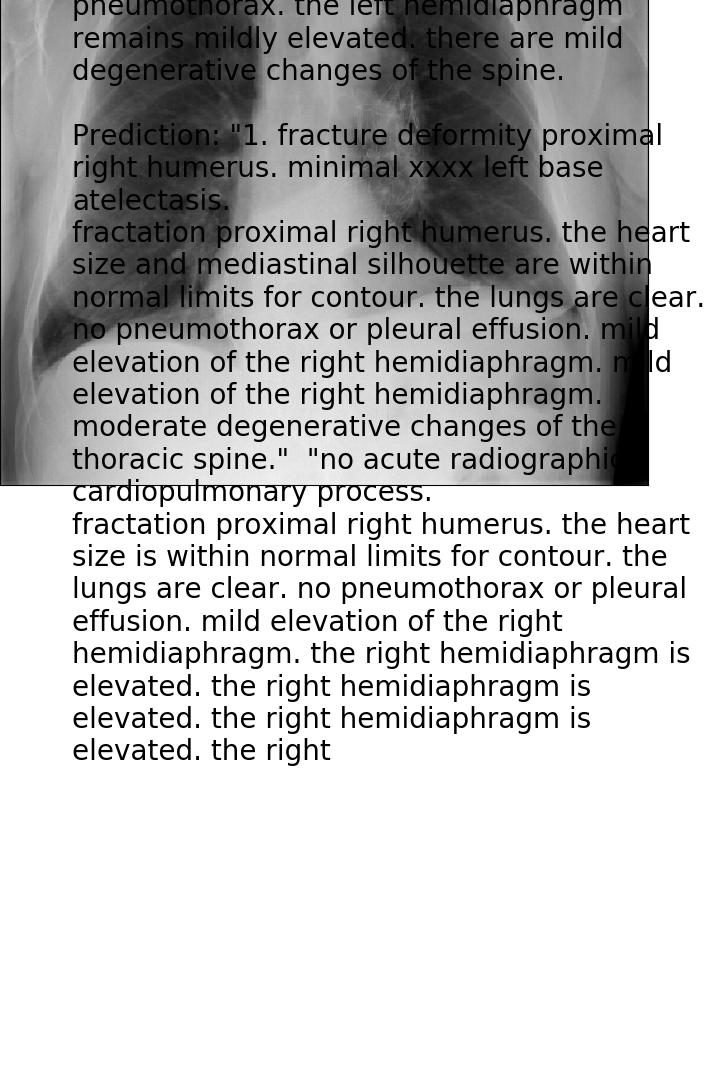 pneumothorax. the left hemidiaphragm
remains mildly elevated. there are mild
degenerative changes of the spine.
Prediction: "1. fracture deformity proximal
right humerus. minimal xxxx left base
atelectasis.
fractation proximal right humerus. the heart
size and mediastinal silhouette are within
normal limits for contour. the lungs are clear.
no pneumothorax or pleural effusion. mild
elevation of the right hemidiaphragm. mild
elevation of the right hemidiaphragm.
moderate degenerative changes of the
thoracic spine."  "no acute radiographic
cardiopulmonary process.
fractation proximal right humerus. the heart
size is within normal limits for contour. the
lungs are clear. no pneumothorax or pleural
effusion. mild elevation of the right
hemidiaphragm. the right hemidiaphragm is
elevated. the right hemidiaphragm is
elevated. the right hemidiaphragm is
elevated. the right